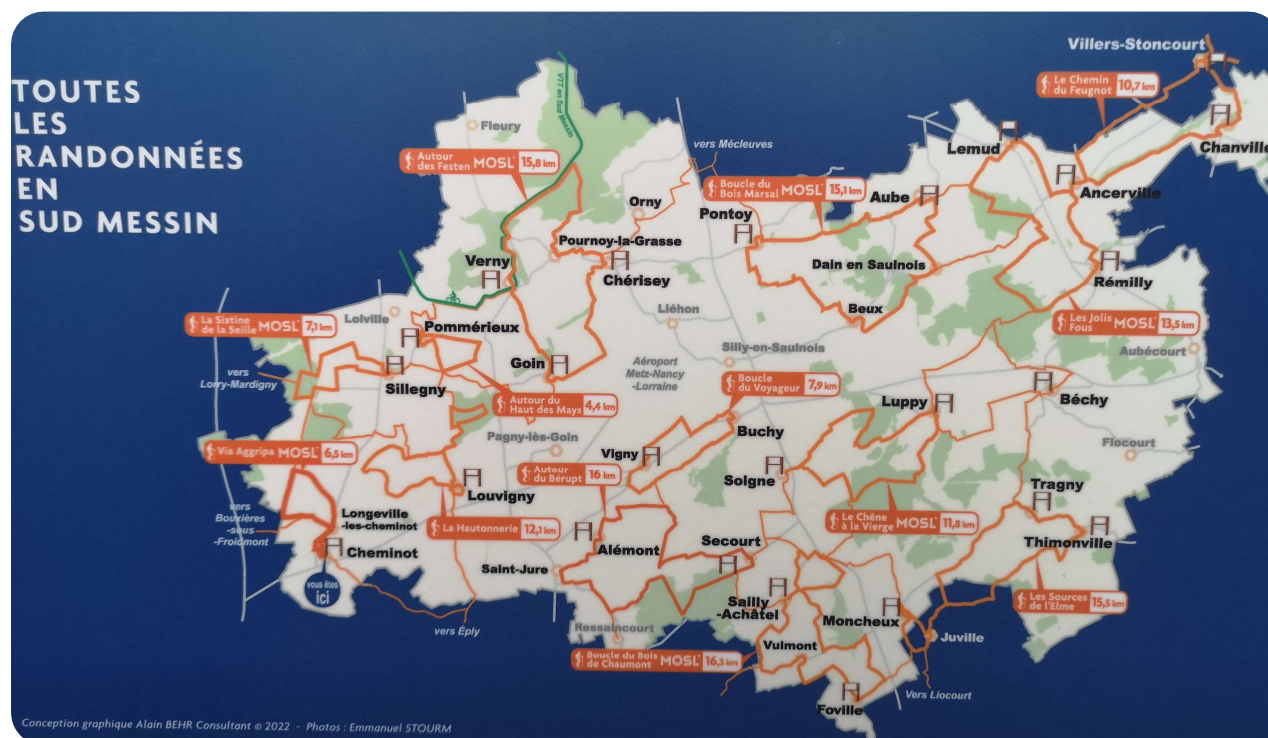 TOUTES
LES
RANDONNÉES
EN
SUD MESSIN
Villers-Stoncourt
Le Chemin
du Feugnot
10,7 km
VTT en Sud Messin
Fleury
Autour
des Festen
MOSL
15,8 km
vers Mécleuves
Lemud
Chanville
Ancerville
Boucle du
Bois Marsal
MOSL
15,1 km
Aube
Orny
Pontoy
Pournoy-la-Grasse
Verny
Chérisey
Dain en Saulnois
Rémilly
Beux
Liéhon
Loiville
Pommérieux
La Sixtine
de la Seille
MOSL
7,1 km
Les Jolis
Fous
MOSL
13,5 km
Aubécourt
Silly-en-Saulnois
Goin
Aéroport
Metz-Nancy
-Lorraine
vers
Lorry-Mardigny
Sillegny
Boucle
du Voyageur
7,9 km
Luppy
Béchy
Autour du
Haut des Mays
4,4 km
Pagny-lès-Goin
Buchy
Flocourt
Via Aggripa
MOSL
6,5 km
Vigny
Autour
du Bérupt
16 km
Solgne
Tragny
Louvigny
vers
Bouxières
-sous
-Froidmont
Longeville
-les-cheminot
La Hautonnerie
12,1 km
Le Chêne
à la Vierge
MOSL
11,8 km
Thimonville
Cheminot
Alémont
Secourt
Saint-Jure
vous êtes
ici
Sailly
-Achâtel
Moncheux
Les Sources
de l'Elme
15,5 km
vers Éply
Ressaincourt
Juville
Vulmont
Boucle du Bois
de Chaumont
MOSL
16,3 km
Vers Liocourt
Foville
Conception graphique Alain BEHR Consultant © 2022 - Photos : Emmanuel STOURM